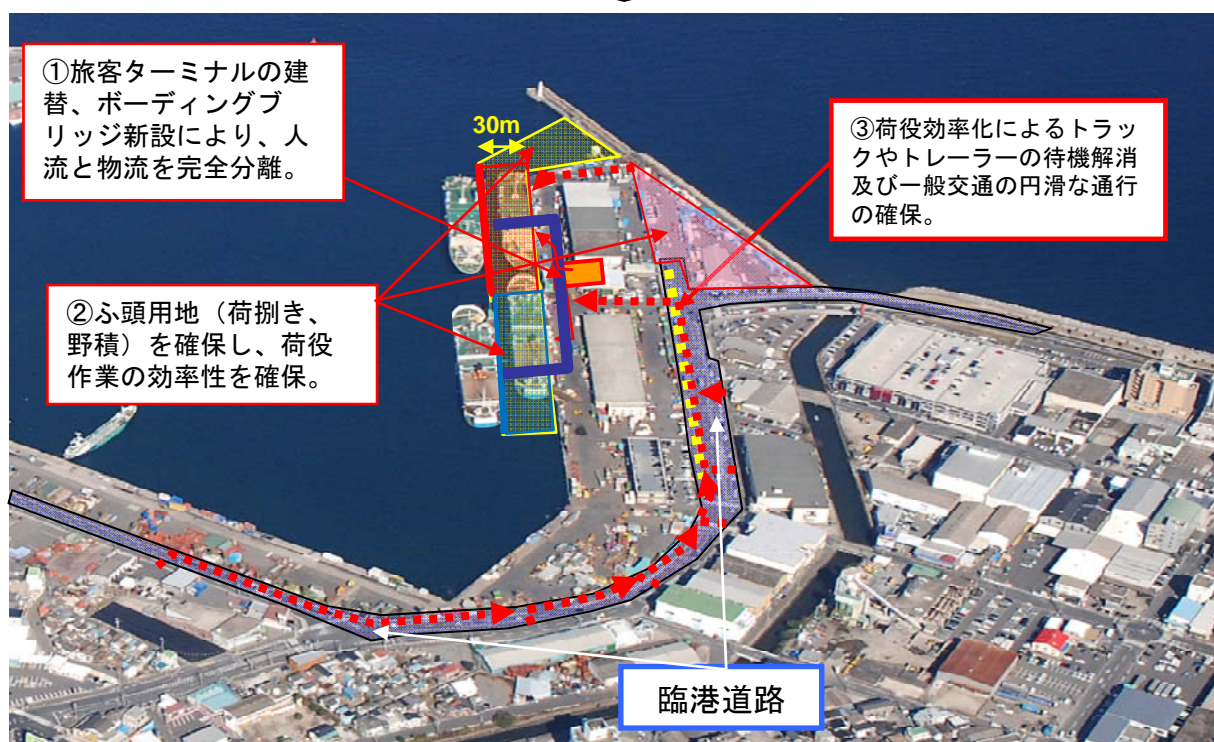 ①旅客ターミナルの建
替、ボーディングブ
リッジ新設により、人
流と物流を完全分離。
30m
③荷役効率化によるトラッ
クやトレーラーの待機解消
及び一般交通の円滑な通行
の確保。
②ふ頭用地（荷捌き、
野積）を確保し、荷役
作業の効率性を確保。
臨港道路